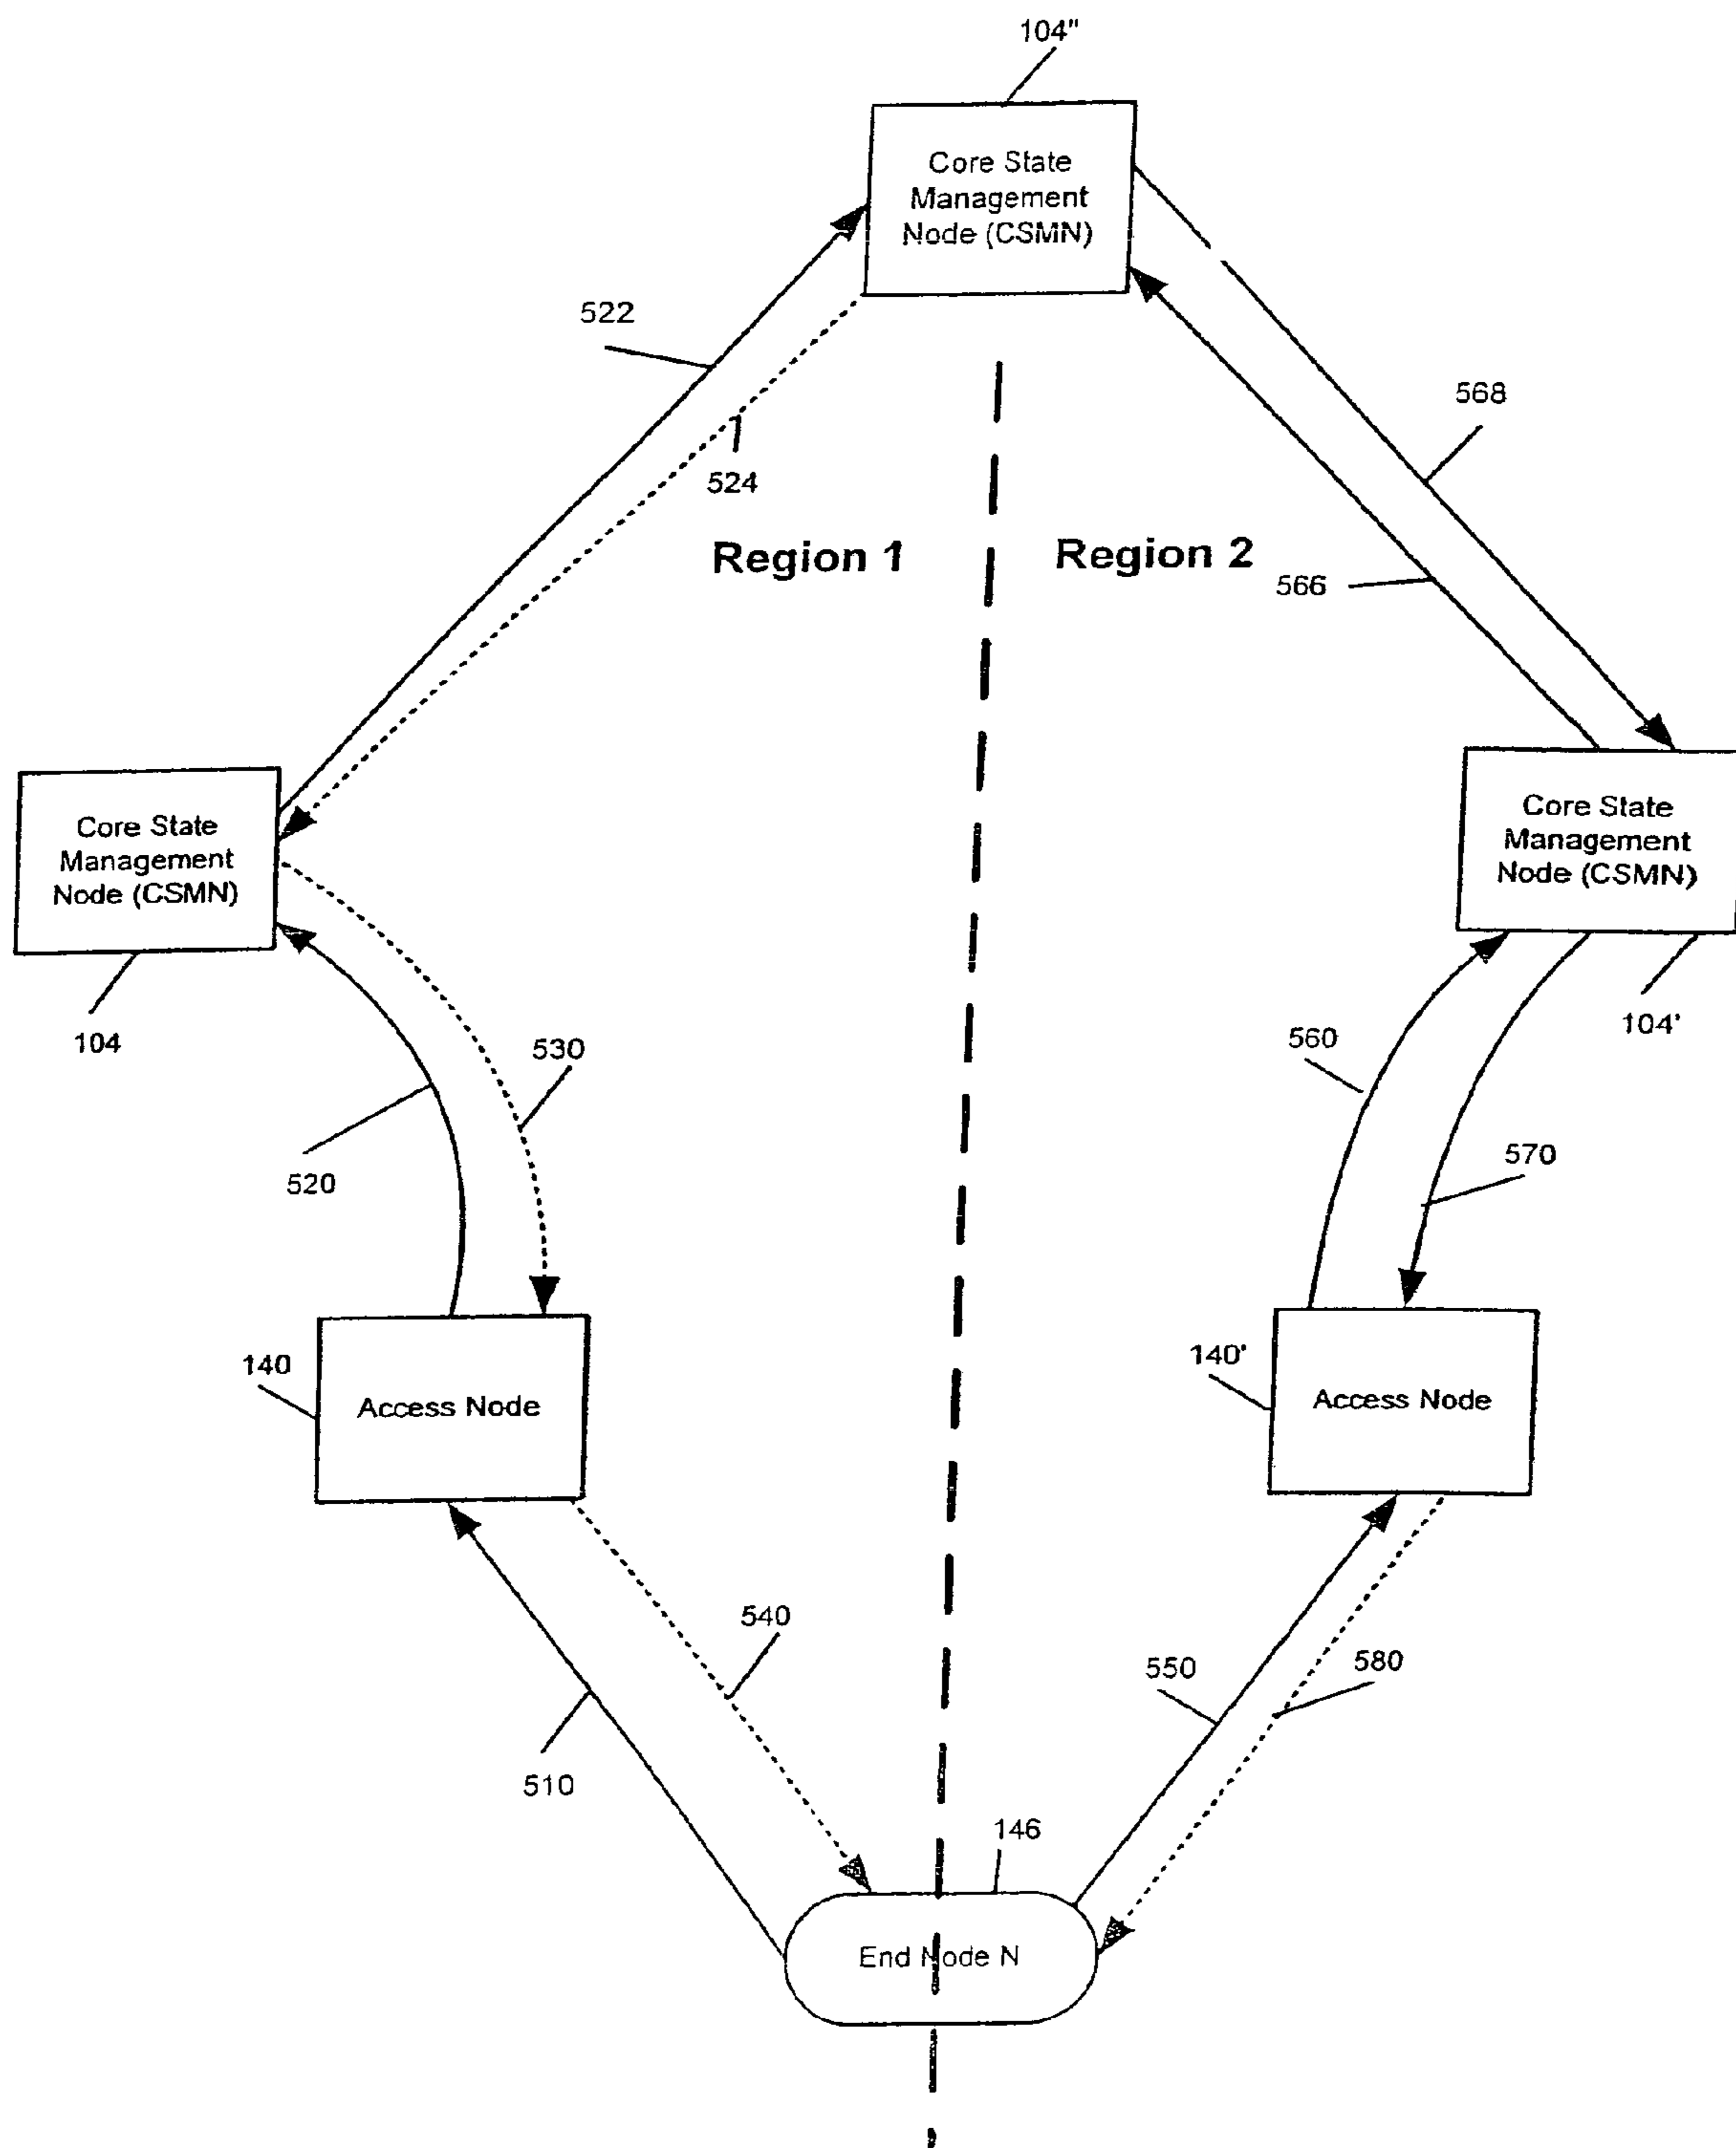 104"
Core State
Management
Node (CSMN)
522
524
568
566
Region 1
Region 2
Core State
Management
Node (CSMN)
104
Core State
Management
Node (CSMN)
104'
530
520
560
570
140
Access Node
140'
Access Node
540
510
550
580
146
End Node N